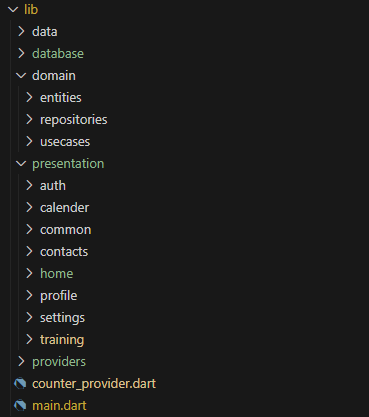 lib
data
database
domain
entities
repositories
usecases
presentation
auth
calender
common
contacts
home
profile
settings
training
providers
counter_provider.dart
main.dart